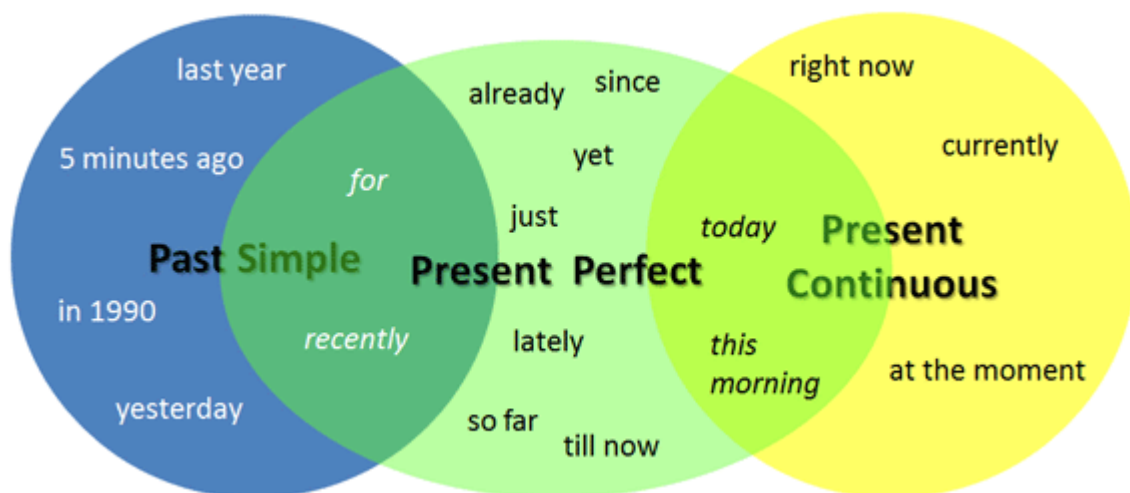 last year
5 minutes ago
Past Simple
in 1990
yesterday
for
recently
already
since
yet
just
Present Perfect
lately
so far
till now
today
this
morning
right now
currently
Present
Continuous
at the moment